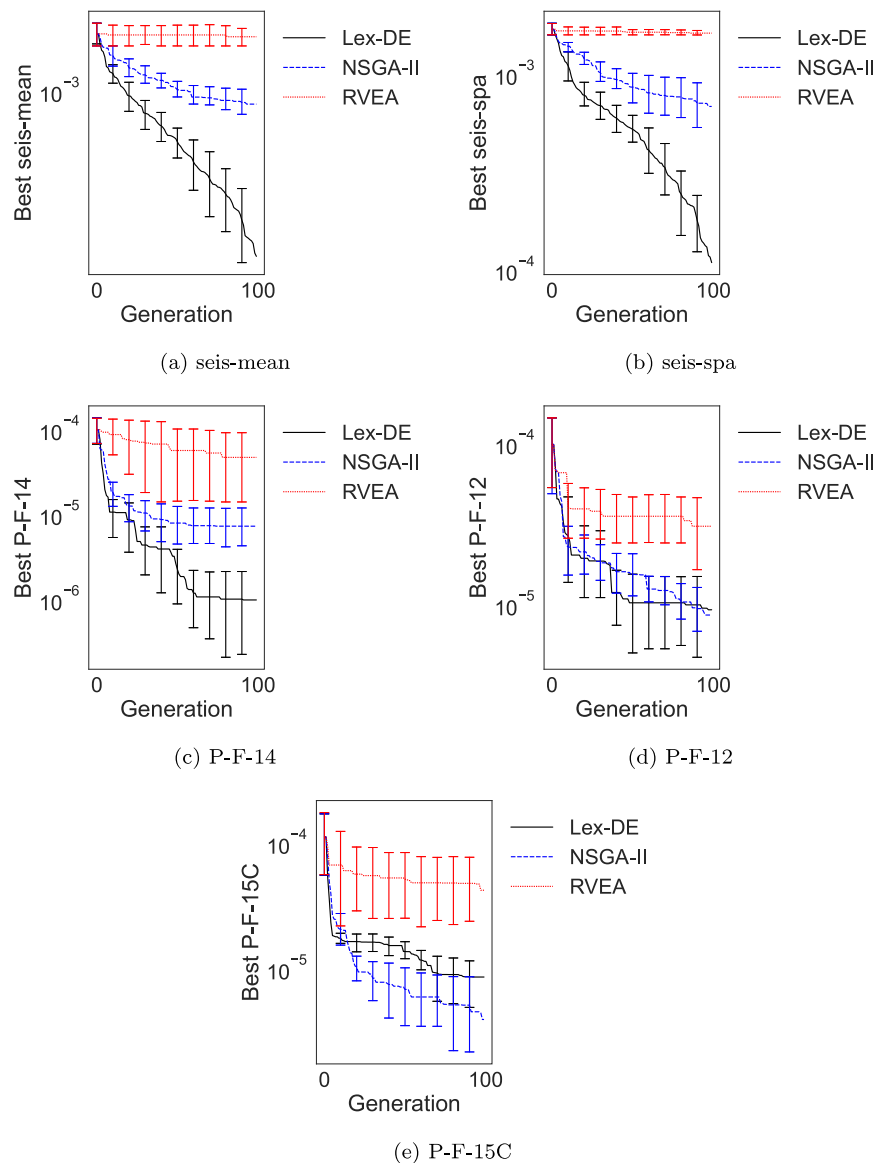 Best seis-mean
10⁻³
0
100
Generation
Lex-DE
NSGA-II
RVEA
(a) seis-mean
Best seis-spa
10⁻³
10⁻⁴
0
100
Generation
Lex-DE
NSGA-II
RVEA
(b) seis-spa
Best P-F-14
10⁻⁴
10⁻⁵
10⁻⁶
0
100
Generation
Lex-DE
NSGA-II
RVEA
(c) P-F-14
Best P-F-12
10⁻⁴
10⁻⁵
0
100
Generation
Lex-DE
NSGA-II
RVEA
(d) P-F-12
Best P-F-15C
10⁻⁴
10⁻⁵
0
100
Generation
Lex-DE
NSGA-II
RVEA
(e) P-F-15C